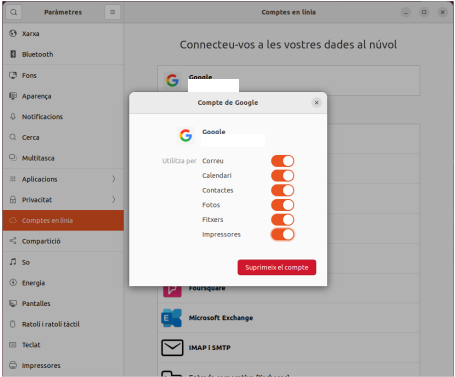 Paràmetres
Comptes en línia
Xarxa
Bluetooth
Fons
Aparença
Notificacions
Cerca
Multitasca
Aplicacions
Privacitat
Comptes en línia
Compartició
So
Energia
Pantalles
Ratolí i ratolí tàctil
Teclat
Impressores
Connecteu-vos a les vostres dades al núvol
Google
Compte de Google
Google
Utilitza per Correu
Calendari
Contactes
Fotos
Fitxers
Impressores
Suprimeix el compte
Foursquare
Microsoft Exchange
IMAP i SMTP